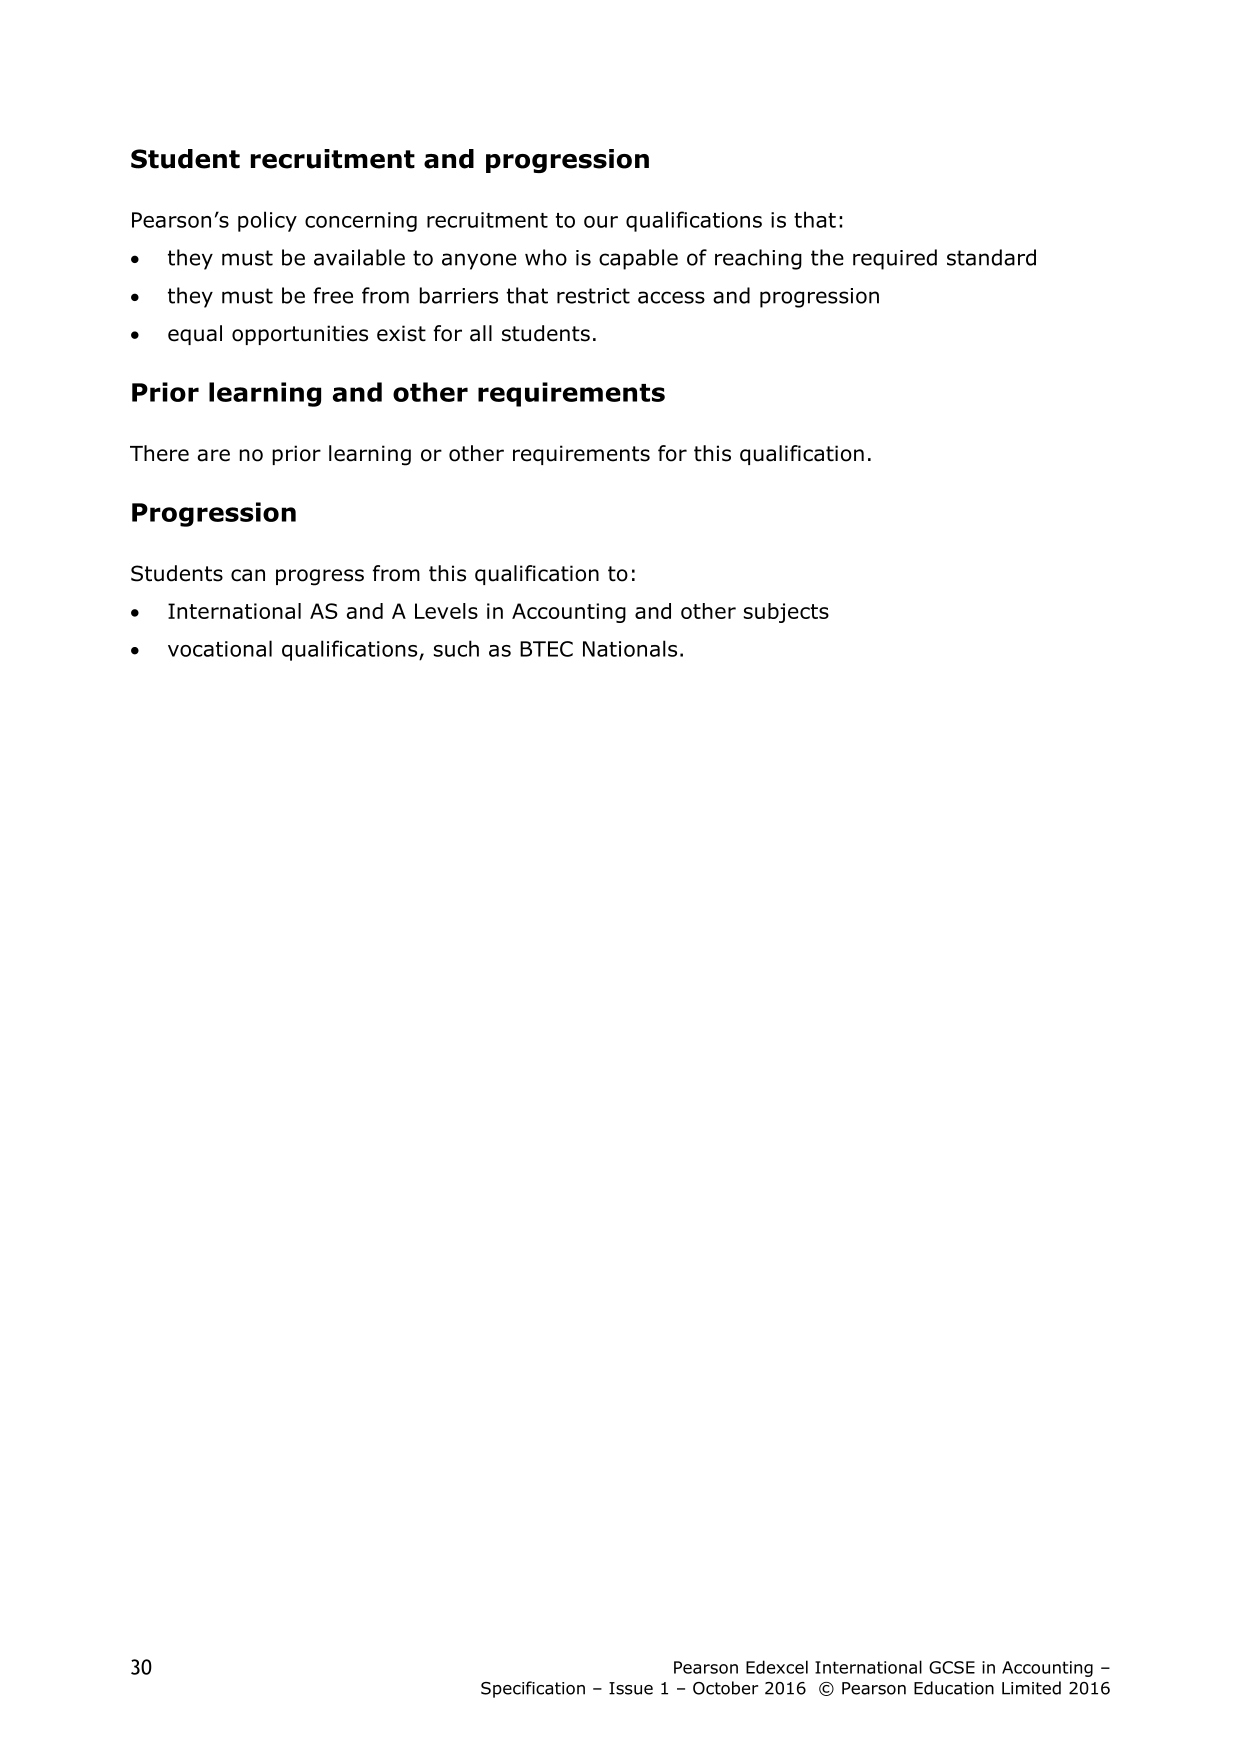 Student recruitment and progression
Pearson’s policy concerning recruitment to our qualifications is that:
• they must be available to anyone who is capable of reaching the required standard
• they must be free from barriers that restrict access and progression
• equal opportunities exist for all students.
Prior learning and other requirements
There are no prior learning or other requirements for this qualification.
Progression
Students can progress from this qualification to:
• International AS and A Levels in Accounting and other subjects
• vocational qualifications, such as BTEC Nationals.
30
Pearson Edexcel International GCSE in Accounting –
Specification – Issue 1 – October 2016 © Pearson Education Limited 2016